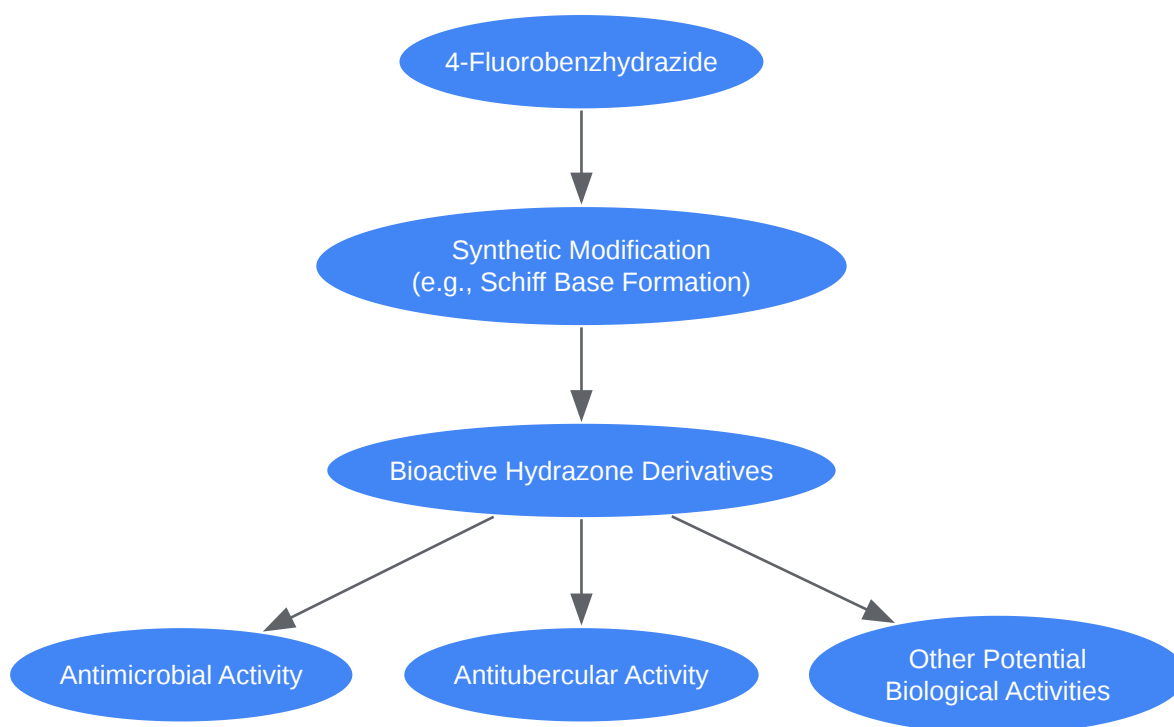 4-Fluorobenzhydrazide
Synthetic Modification
(e.g., Schiff Base Formation)
Bioactive Hydrazone Derivatives
Antimicrobial Activity
Antitubercular Activity
Other Potential
Biological Activities